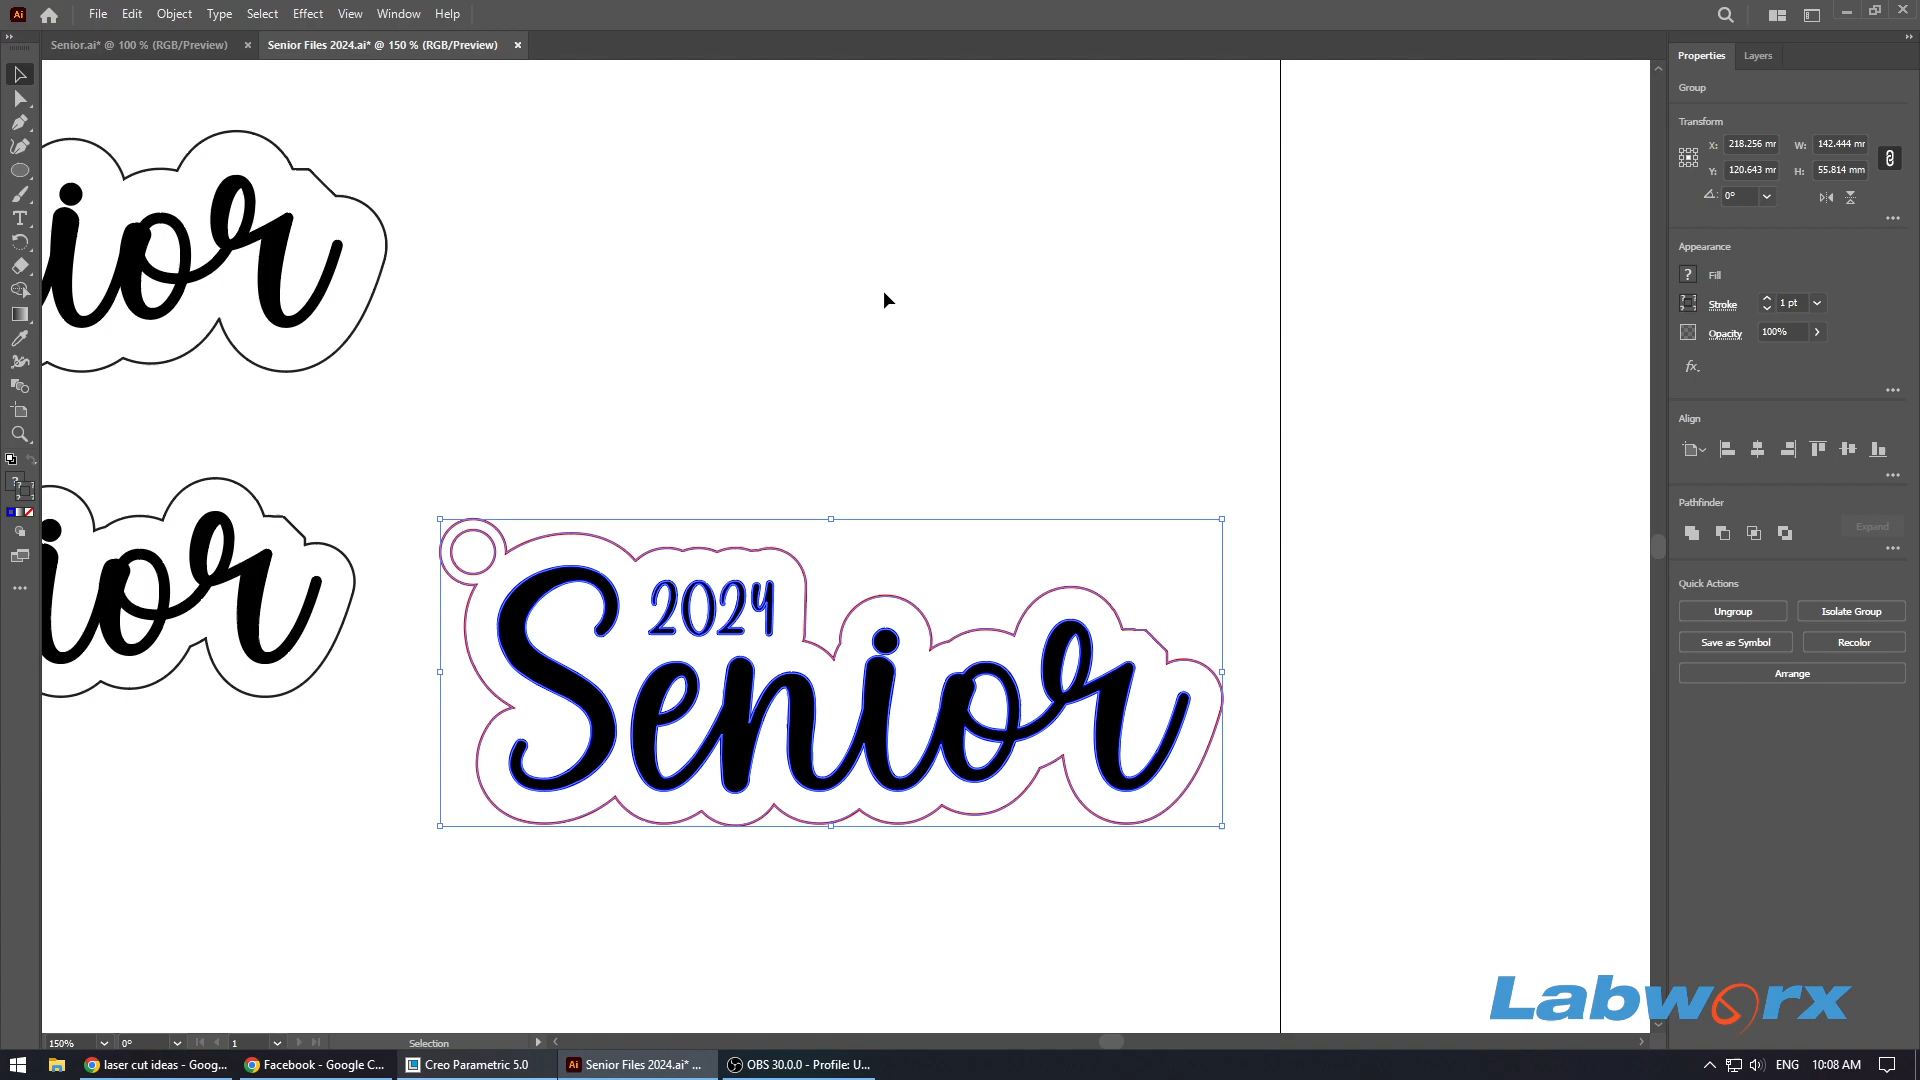 Ai File Edit Object Type Select Effect View Window Help
Senior.ai* @ 100 % (RGB/Preview) × Senior Files 2024.ai* @ 150 % (RGB/Preview) ×
Properties Layers
Group
Transform
X: 218.256 mr W: 142.444 mr
Y: 120.643 mr H: 55.814 mm
0°
Appearance
? Fill
Stroke 1 pt
Opacity 100%
fx.
Align
Pathfinder
Expand
Quick Actions
Ungroup Isolate Group
Save as Symbol Recolor
Arrange
ior
ior
2024
Senior
Labworx
150% 0° 1 Selection
laser cut ideas - Goog... Facebook - Google C... Creo Parametric 5.0 Ai Senior Files 2024.ai* ... OBS 30.0.0 - Profile: U... ENG 10:08 AM